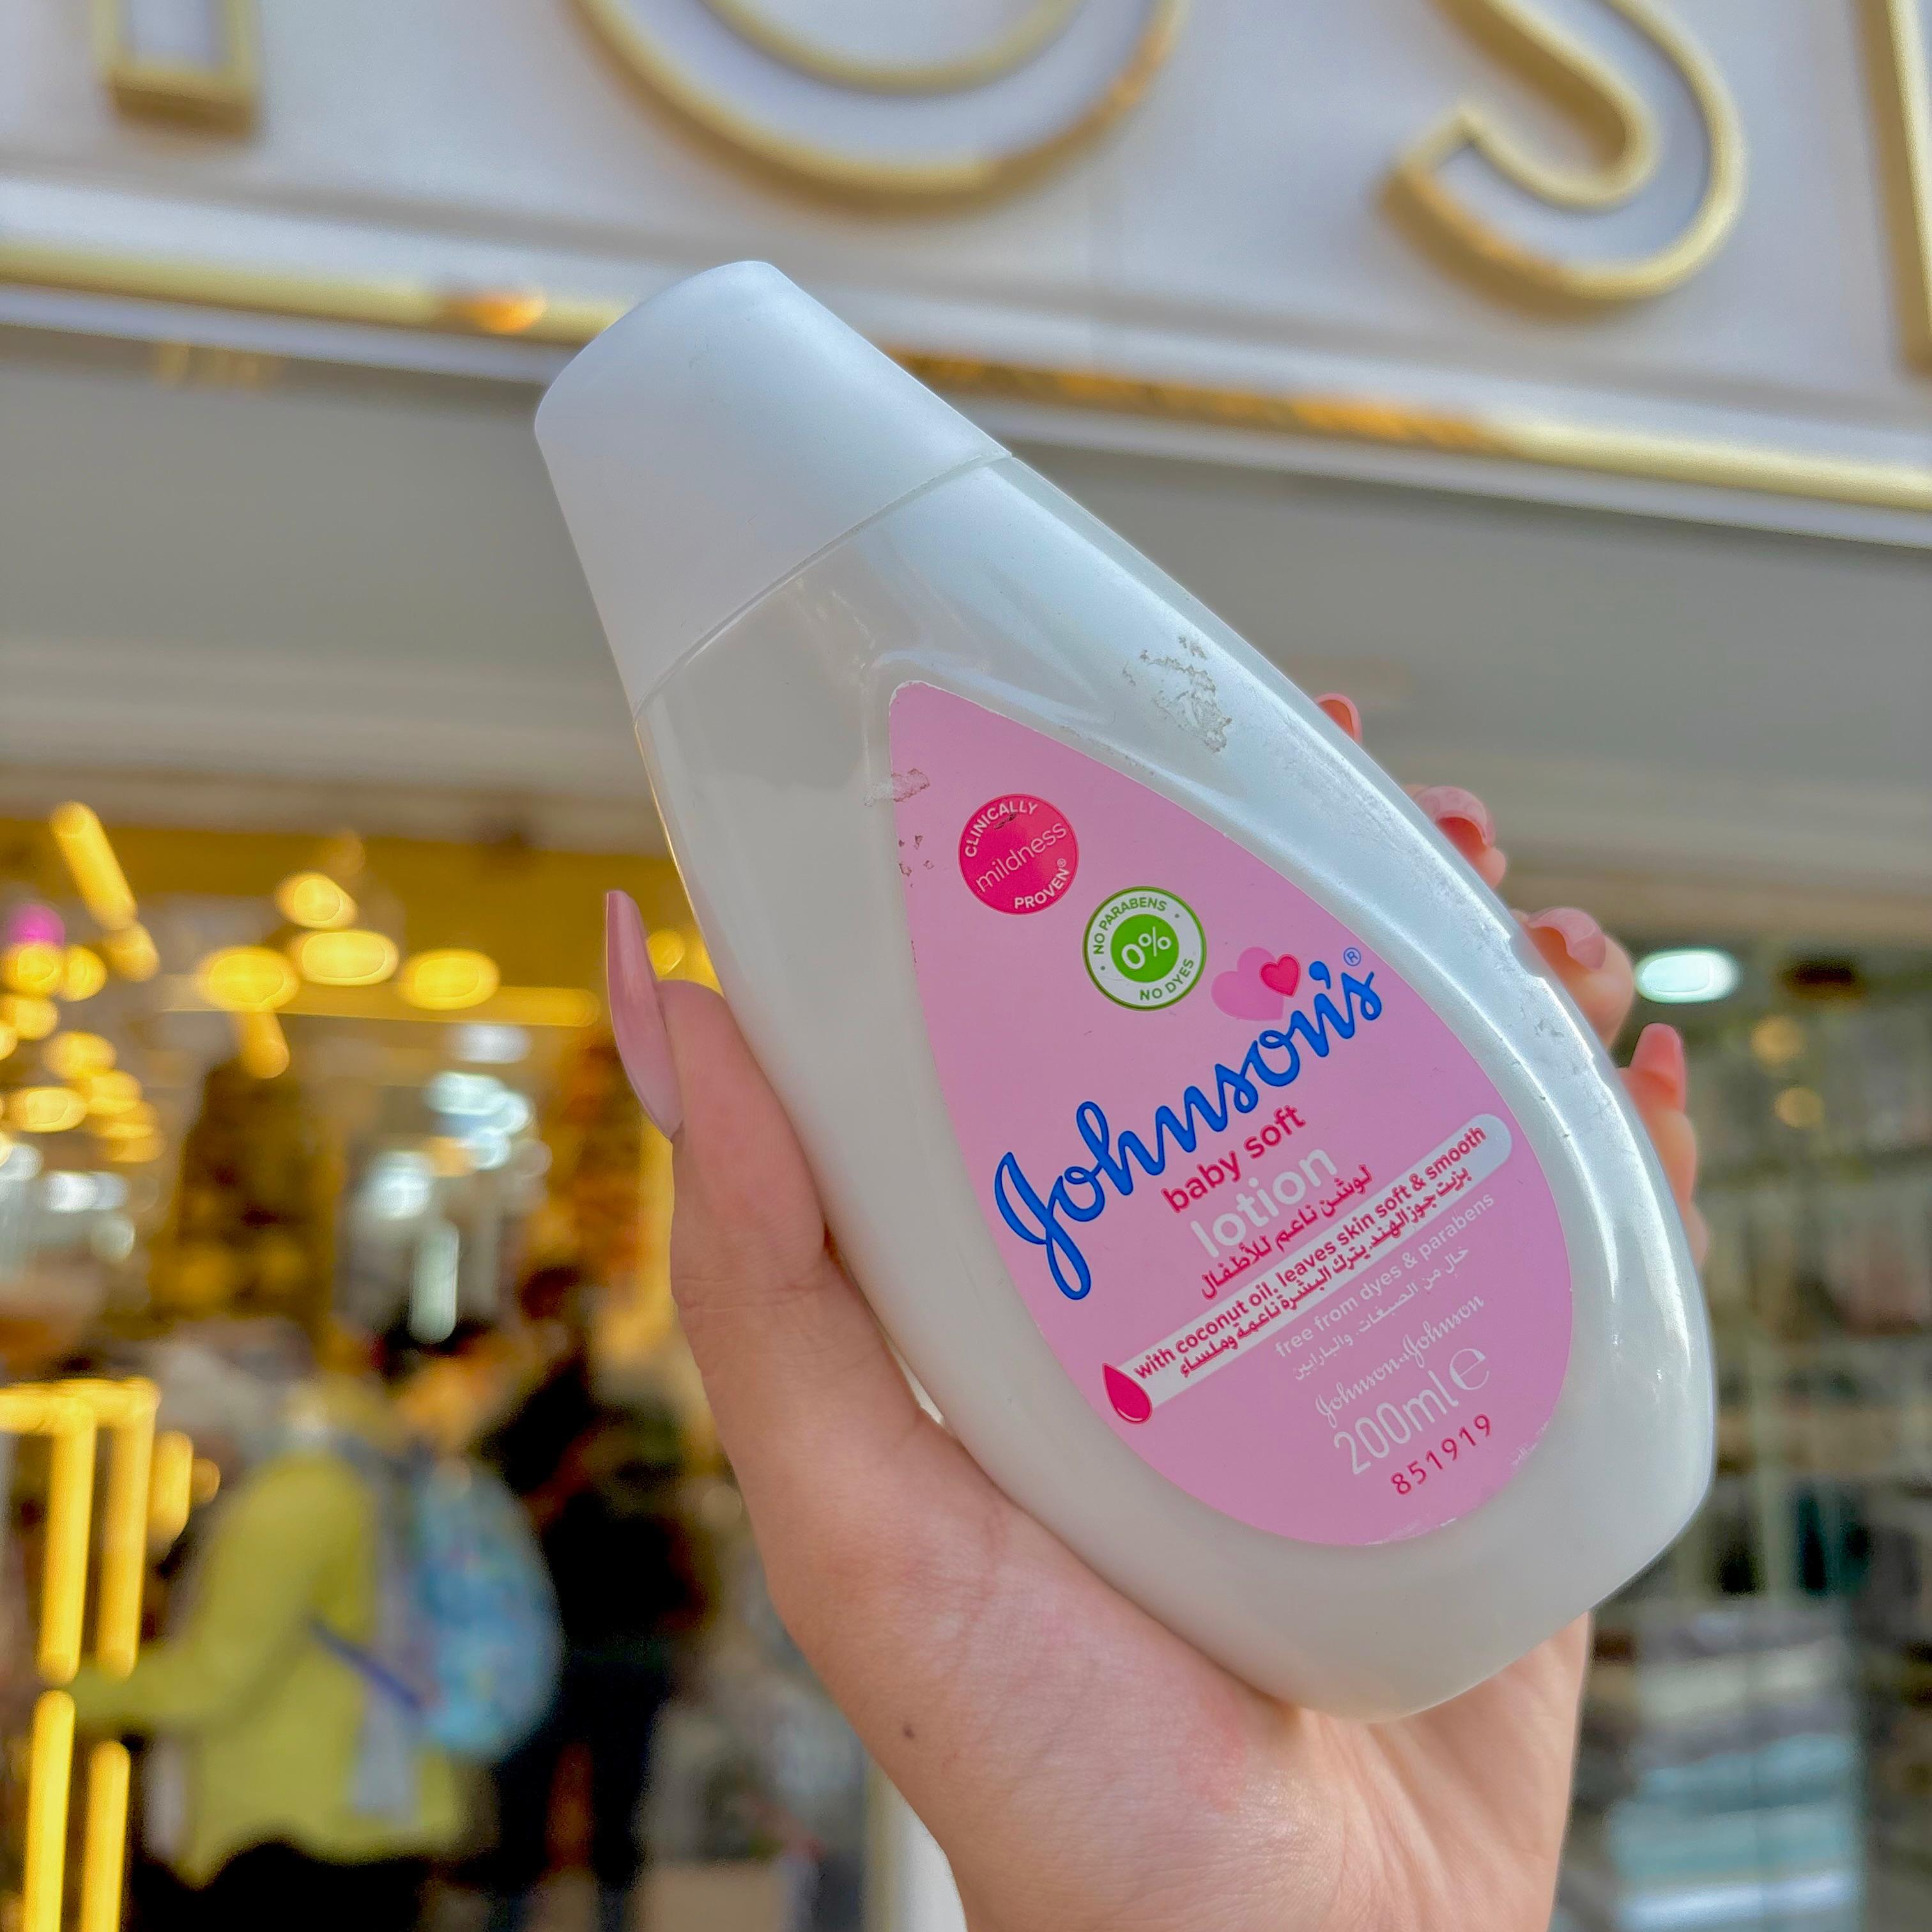 OS
CLINICALLY
mildness
PROVEN®
NO PARABENS
0%
NO DYES
Johnson's®
baby soft
lotion
لوشن ناعم للأطفال
with coconut oil. leaves skin soft & smooth
بزيت جوز الهند يترك البشرة ناعمة وملساء
free from dyes & parabens
خال من الصبغات والبارابين
Johnson & Johnson
200ml e
851919